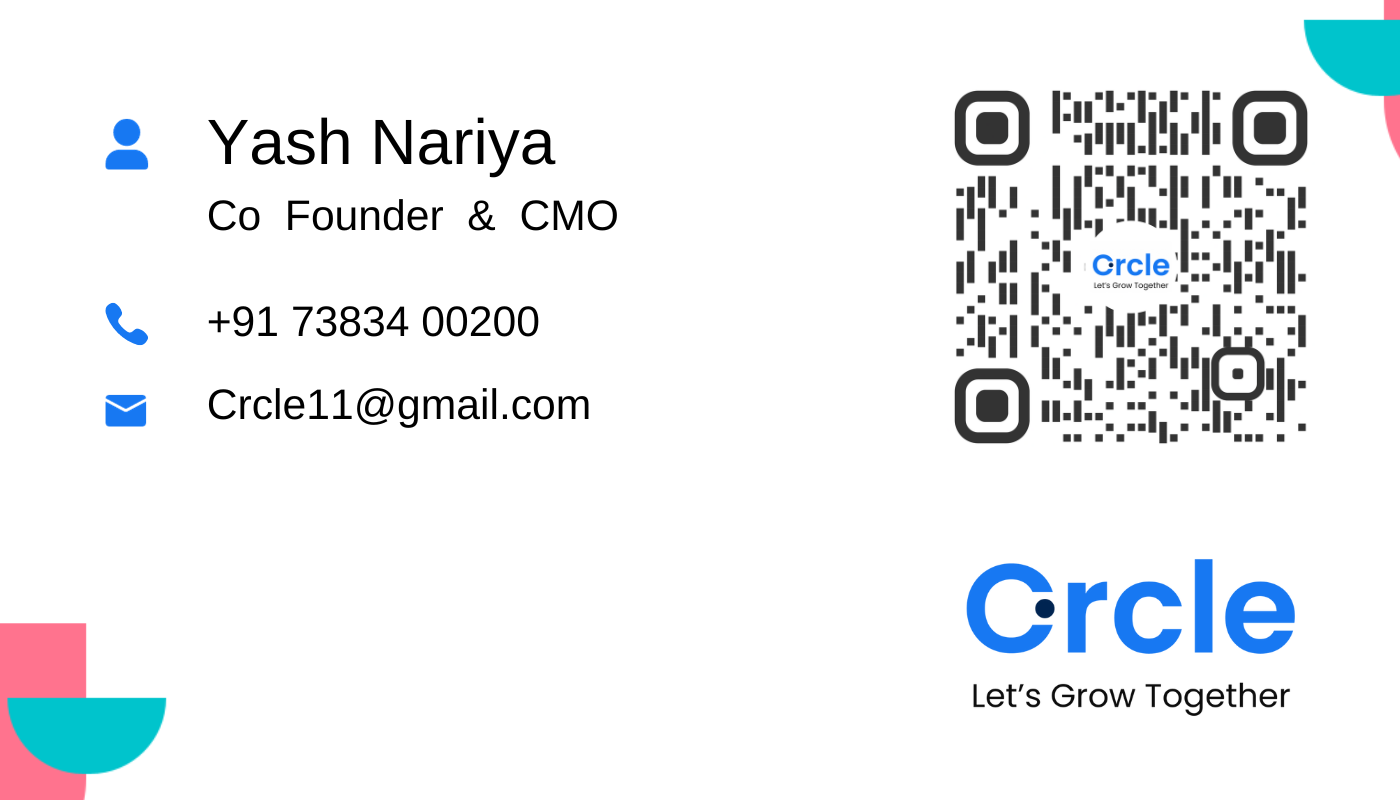 Yash Nariya
Co Founder & CMO
+91 73834 00200
Crcle11@gmail.com
Crcle
Let's Grow Together
Crcle
Let’s Grow Together